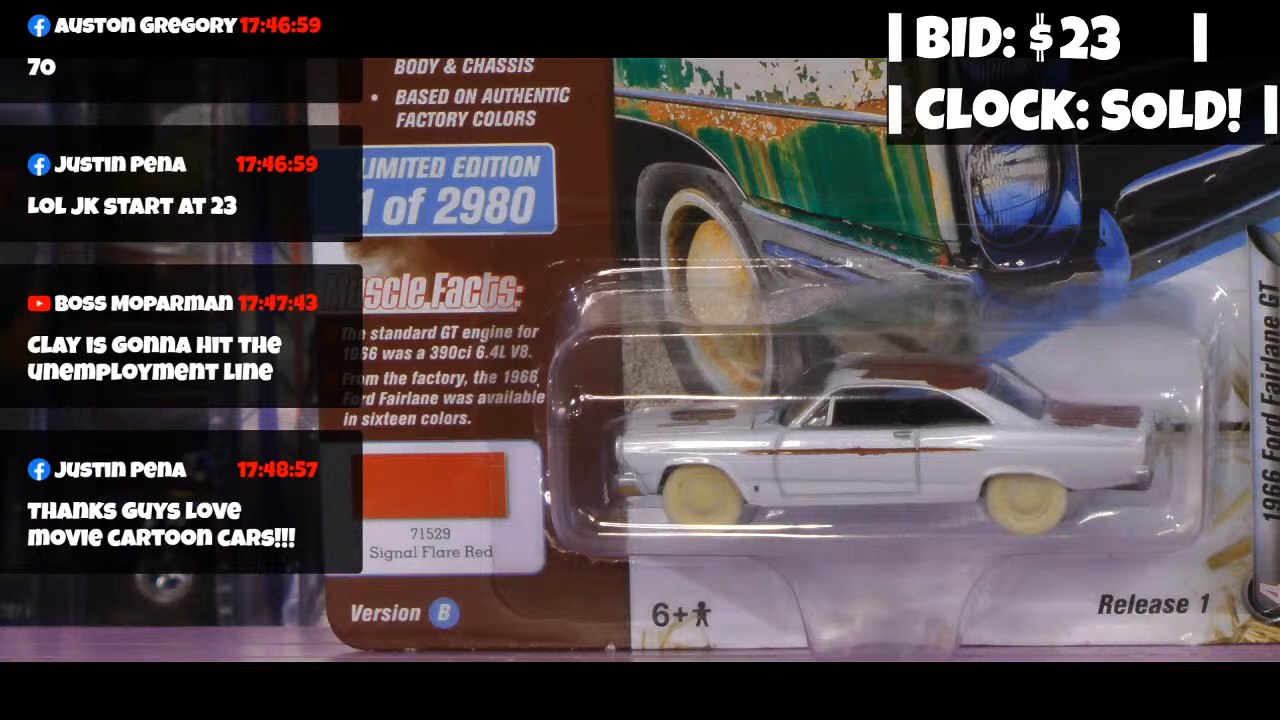 AUSTON GREGORY 17:46:59
70
JUSTIN PENA 17:46:59
LOL JK START AT 23
BOSS MOPARMAN 17:47:43
CLAY IS GONNA HIT THE
UNEMPLOYMENT LINE
JUSTIN PENA 17:48:57
THANKS GUYS LOVE
MOVIE CARTOON CARS!!!
| BID: $23 |
| CLOCK: SOLD! |
BODY & CHASSIS
• BASED ON AUTHENTIC
FACTORY COLORS
LIMITED EDITION
1 of 2980
Muscle Facts:
The standard GT engine for
1966 was a 390ci 6.4L V8.
From the factory, the 1966
Ford Fairlane was available
in sixteen colors.
71529
Signal Flare Red
Version B
6+
Release 1
1966 Ford Fairlane GT
4